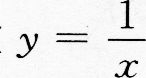 y = 1/x